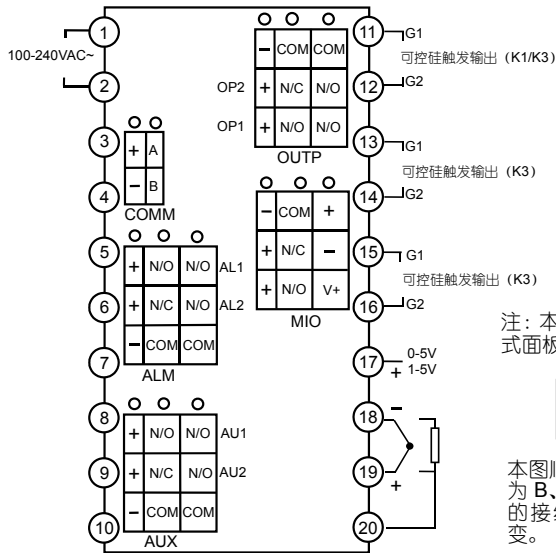 100-240VAC~
1
2
3
4
5
6
7
8
9
10
+ A
− B
COMM
+ N/O N/O AL1
+ N/C N/O AL2
− COM COM
ALM
+ N/O N/O AU1
+ N/C N/O AU2
− COM COM
AUX
− COM COM
OP2 + N/C N/O
OP1 + N/O N/O
OUTP
− COM +
+ N/C −
+ N/O V+
MIO
11 G1
可控硅触发输出（K1/K3）
12 G2
13 G1
可控硅触发输出（K3）
14 G2
15 G1
可控硅触发输出（K3）
16 G2
17 0-5V
+ 1-5V
18 −
19 +
20
注：本
式面板
本图顺
为 B、
的接线
变。